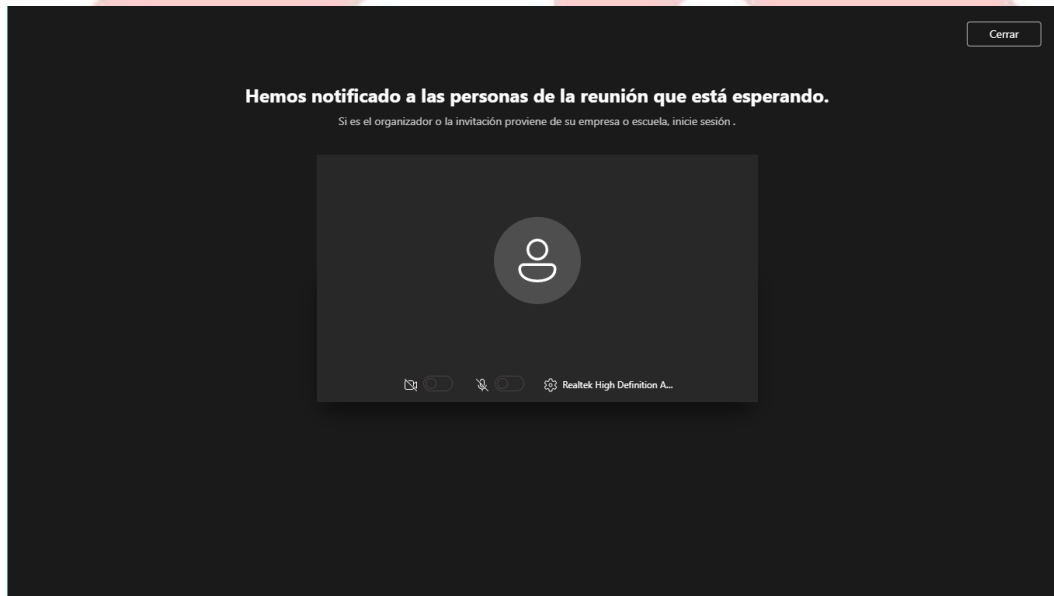 Cerrar
Hemos notificado a las personas de la reunión que está esperando.
Si es el organizador o la invitación proviene de su empresa o escuela, inicie sesión .
Realtek High Definition A...